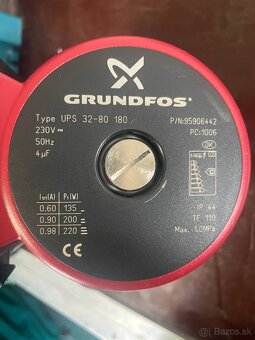 GRUNDFOS
Type UPS 32-80 180
P/N:95906442
230V~
PC:1006
50Hz
4µF
DK
I₁/₁(A) P₁(W)
0.60 135
0.90 200
0.98 220
IP 44
TF 110
Max. 1.0MPa
CE
bazos.sk